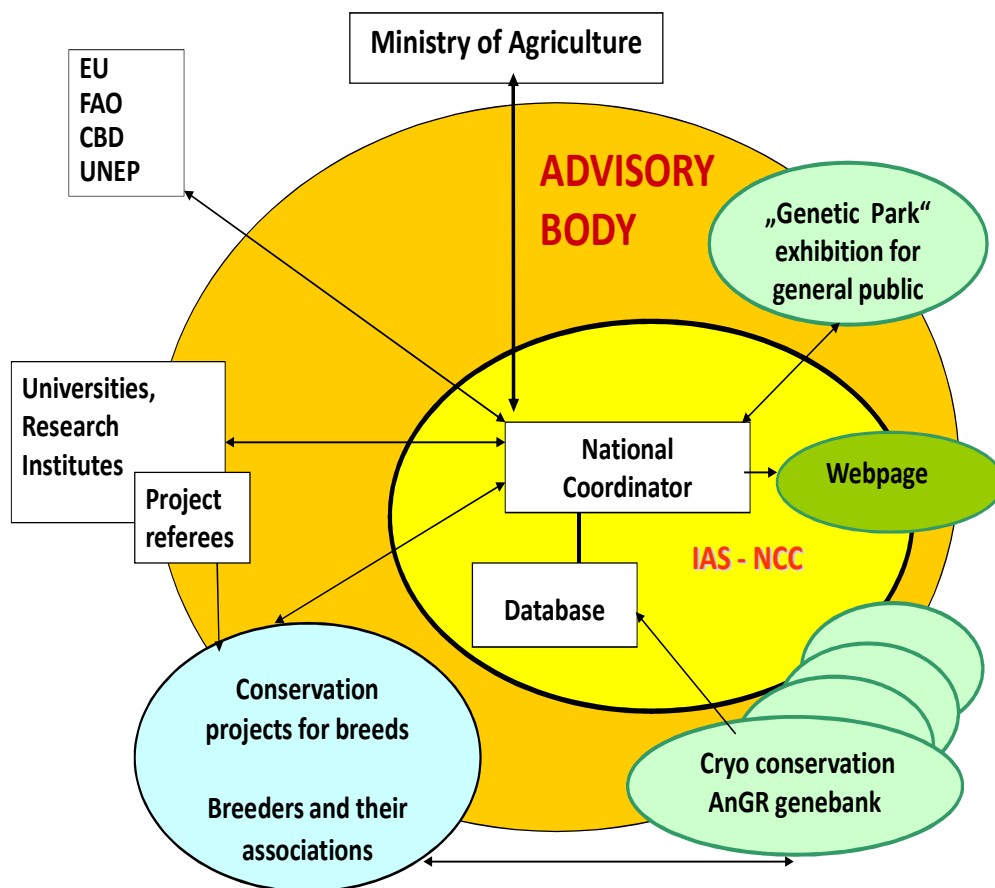 Ministry of Agriculture
EU
FAO
CBD
UNEP
ADVISORY
BODY
„Genetic Park“
exhibition for
general public
Universities,
Research
Institutes
Project
referees
National
Coordinator
Webpage
IAS - NCC
Database
Conservation
projects for breeds
Breeders and their
associations
Cryo conservation
AnGR genebank